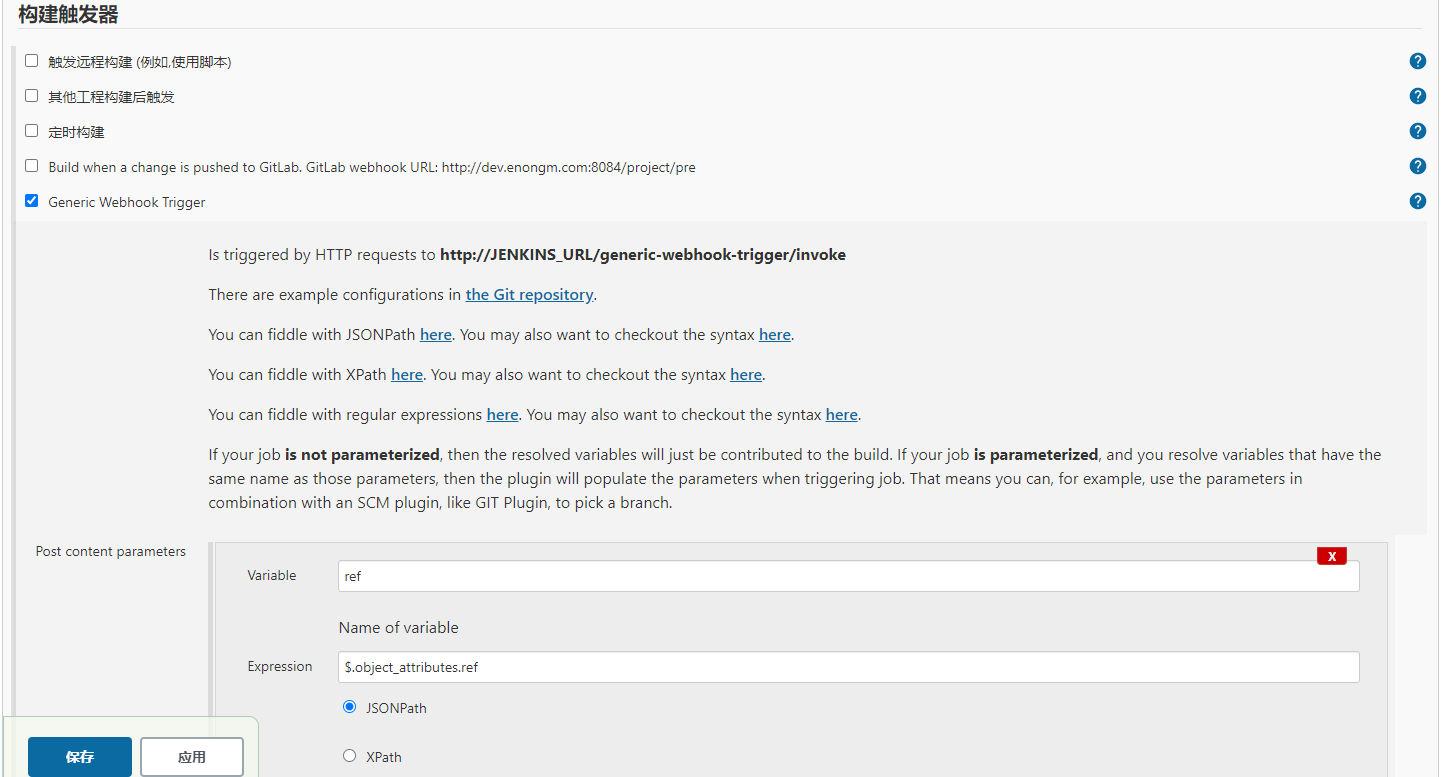 构建触发器
触发远程构建 (例如,使用脚本)
其他工程构建后触发
定时构建
Build when a change is pushed to GitLab. GitLab webhook URL: http://dev.enongm.com:8084/project/pre
Generic Webhook Trigger
Is triggered by HTTP requests to http://JENKINS_URL/generic-webhook-trigger/invoke
There are example configurations in the Git repository.
You can fiddle with JSONPath here. You may also want to checkout the syntax here.
You can fiddle with XPath here. You may also want to checkout the syntax here.
You can fiddle with regular expressions here. You may also want to checkout the syntax here.
If your job is not parameterized, then the resolved variables will just be contributed to the build. If your job is parameterized, and you resolve variables that have the
same name as those parameters, then the plugin will populate the parameters when triggering job. That means you can, for example, use the parameters in
combination with an SCM plugin, like GIT Plugin, to pick a branch.
Post content parameters
X
Variable
ref
Name of variable
Expression
$.object_attributes.ref
JSONPath
XPath
保存
应用